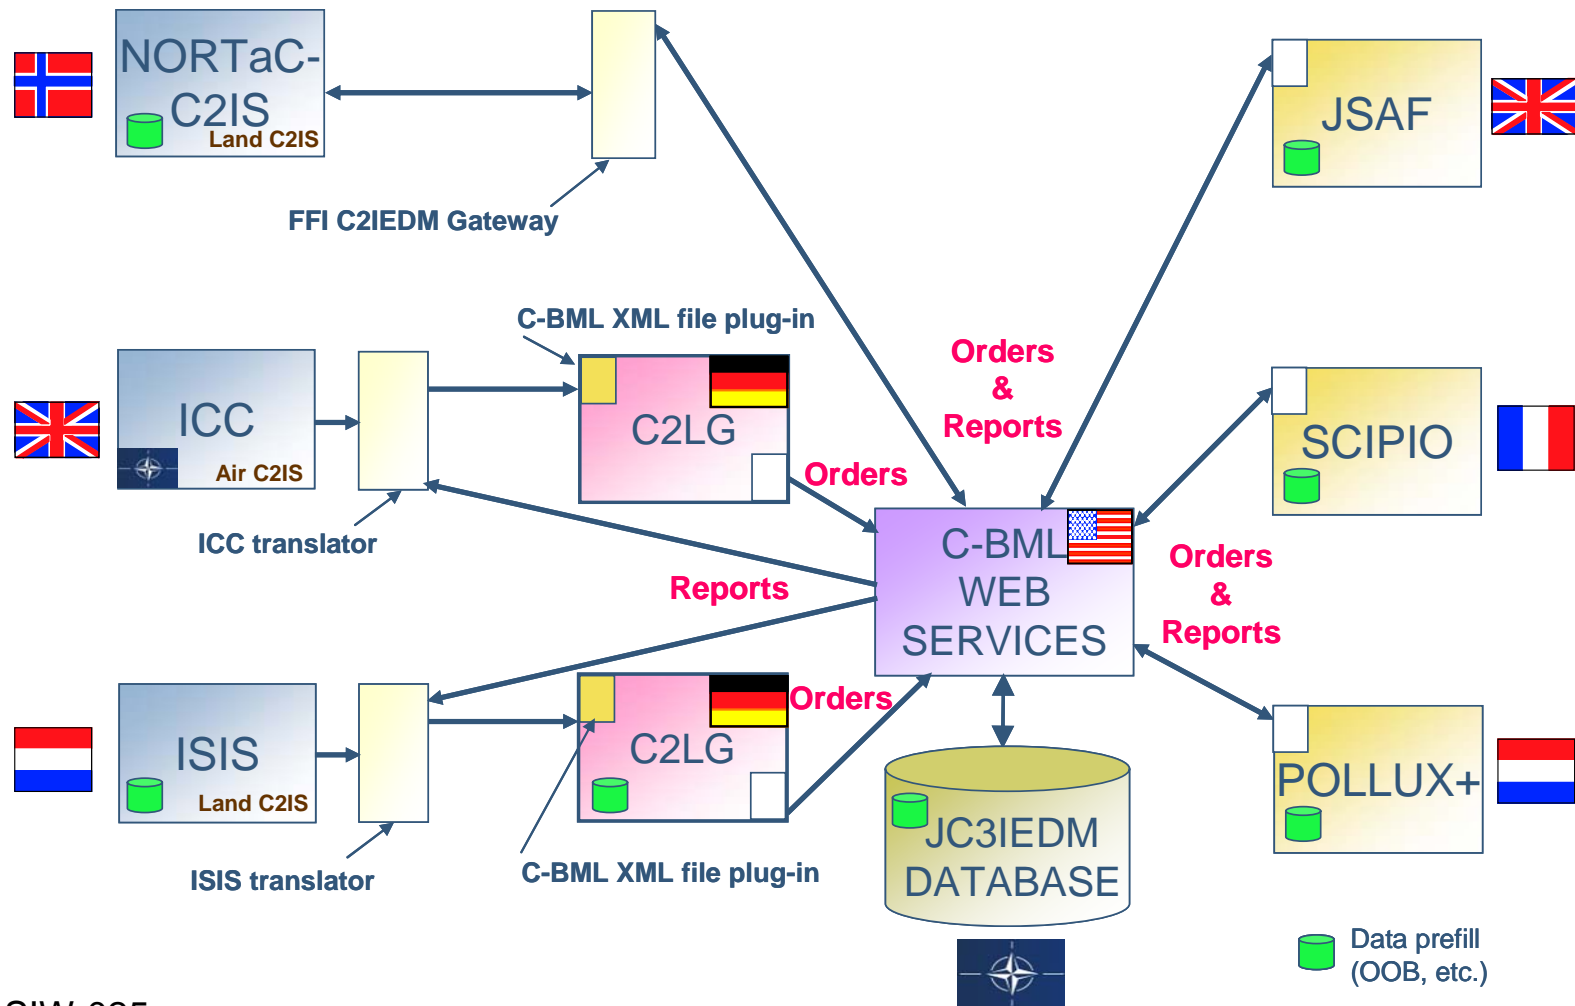 NORTaC-
C2IS
Land C2IS
FFI C2IEDM Gateway
JSAF
C-BML XML file plug-in
ICC
Air C2IS
ICC translator
C2LG
Orders
Orders
&
Reports
SCIPIO
C-BML
WEB
SERVICES
Reports
Orders
&
Reports
ISIS
Land C2IS
ISIS translator
C2LG
Orders
C-BML XML file plug-in
JC3IEDM
DATABASE
POLLUX+
Data prefill
(OOB, etc.)